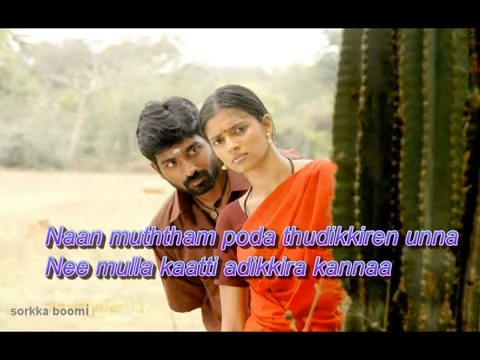 Naan muththam poda thudikkiren unna
Nee mulla kaatti adikkira kannaa
sorkka boomi